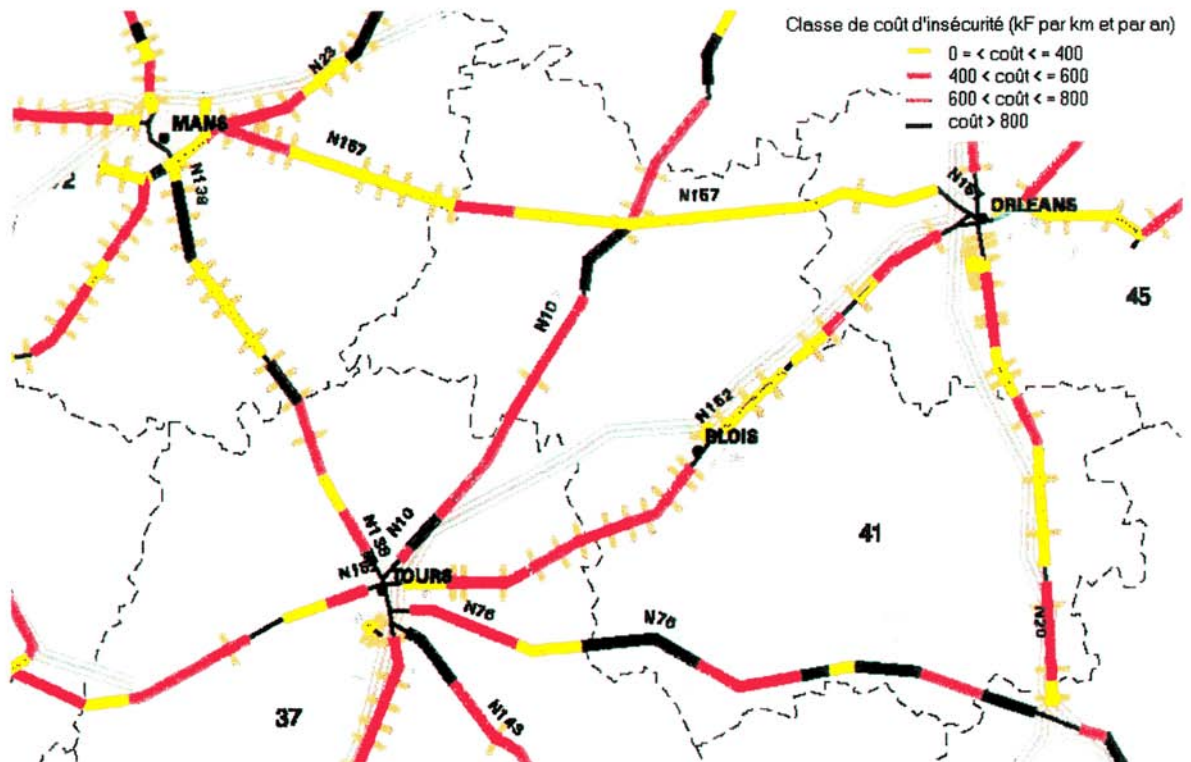 Classe de coût d'insécurité (kF par km et par an)
0 = < coût < = 400
400 < coût < = 600
600 < coût < = 800
coût > 800
N23
MANS
N157
N138
N157
ORLEANS
45
N10
N152
BLOIS
41
N10
TOURS
N76
N76
N20
37
N143